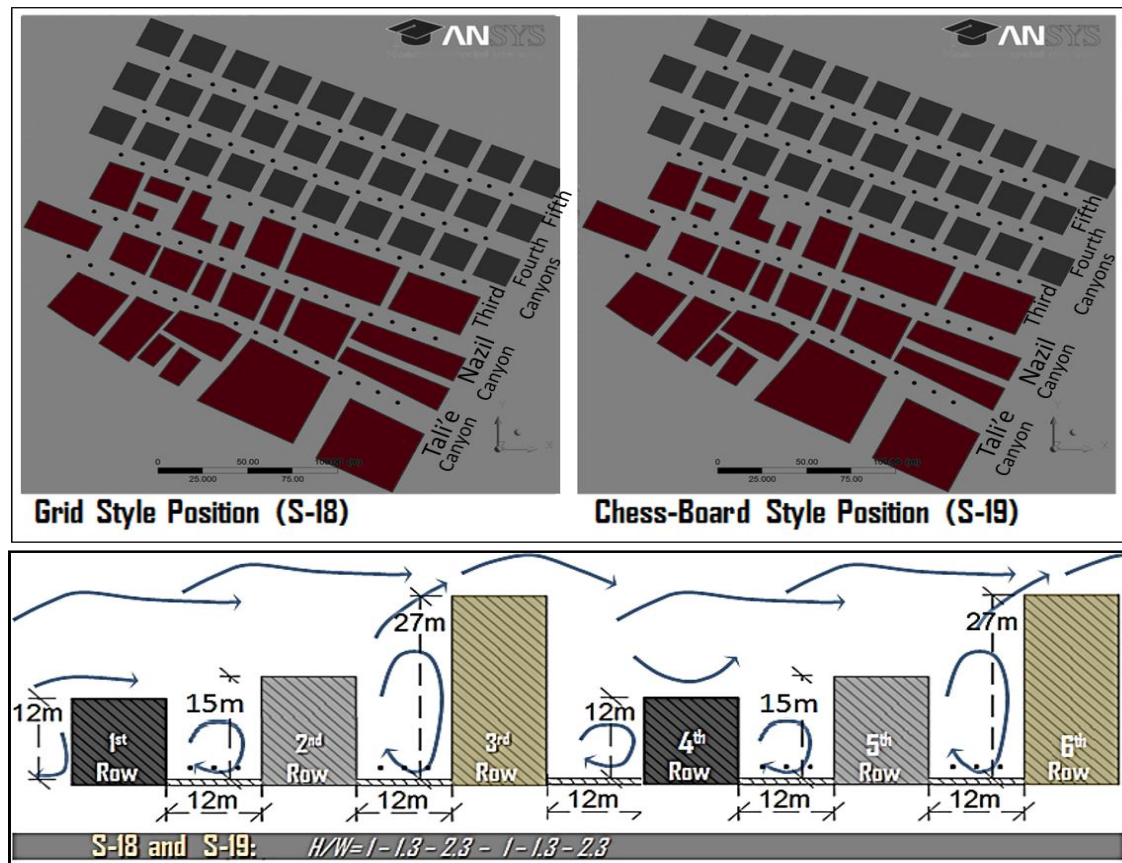 ANSYS
ANSYS
Fifth
Fourth
Third
Canyons
Nazil
Canyon
Tali'e
Canyon
Fifth
Fourth
Third
Canyons
Nazil
Canyon
Tali'e
Canyon
0 50.00 100.00 (m)
25.000 75.00
0 50.00 100.00 (m)
25.000 75.00
Grid Style Position (S-18)
Chess-Board Style Position (S-19)
27m
27m
12m
15m
12m
15m
1st
Row
2nd
Row
3rd
Row
4th
Row
5th
Row
6th
Row
12m
12m
12m
12m
12m
S-18 and S-19: H/W= 1 – 1.3 – 2.3 – 1 – 1.3 – 2.3